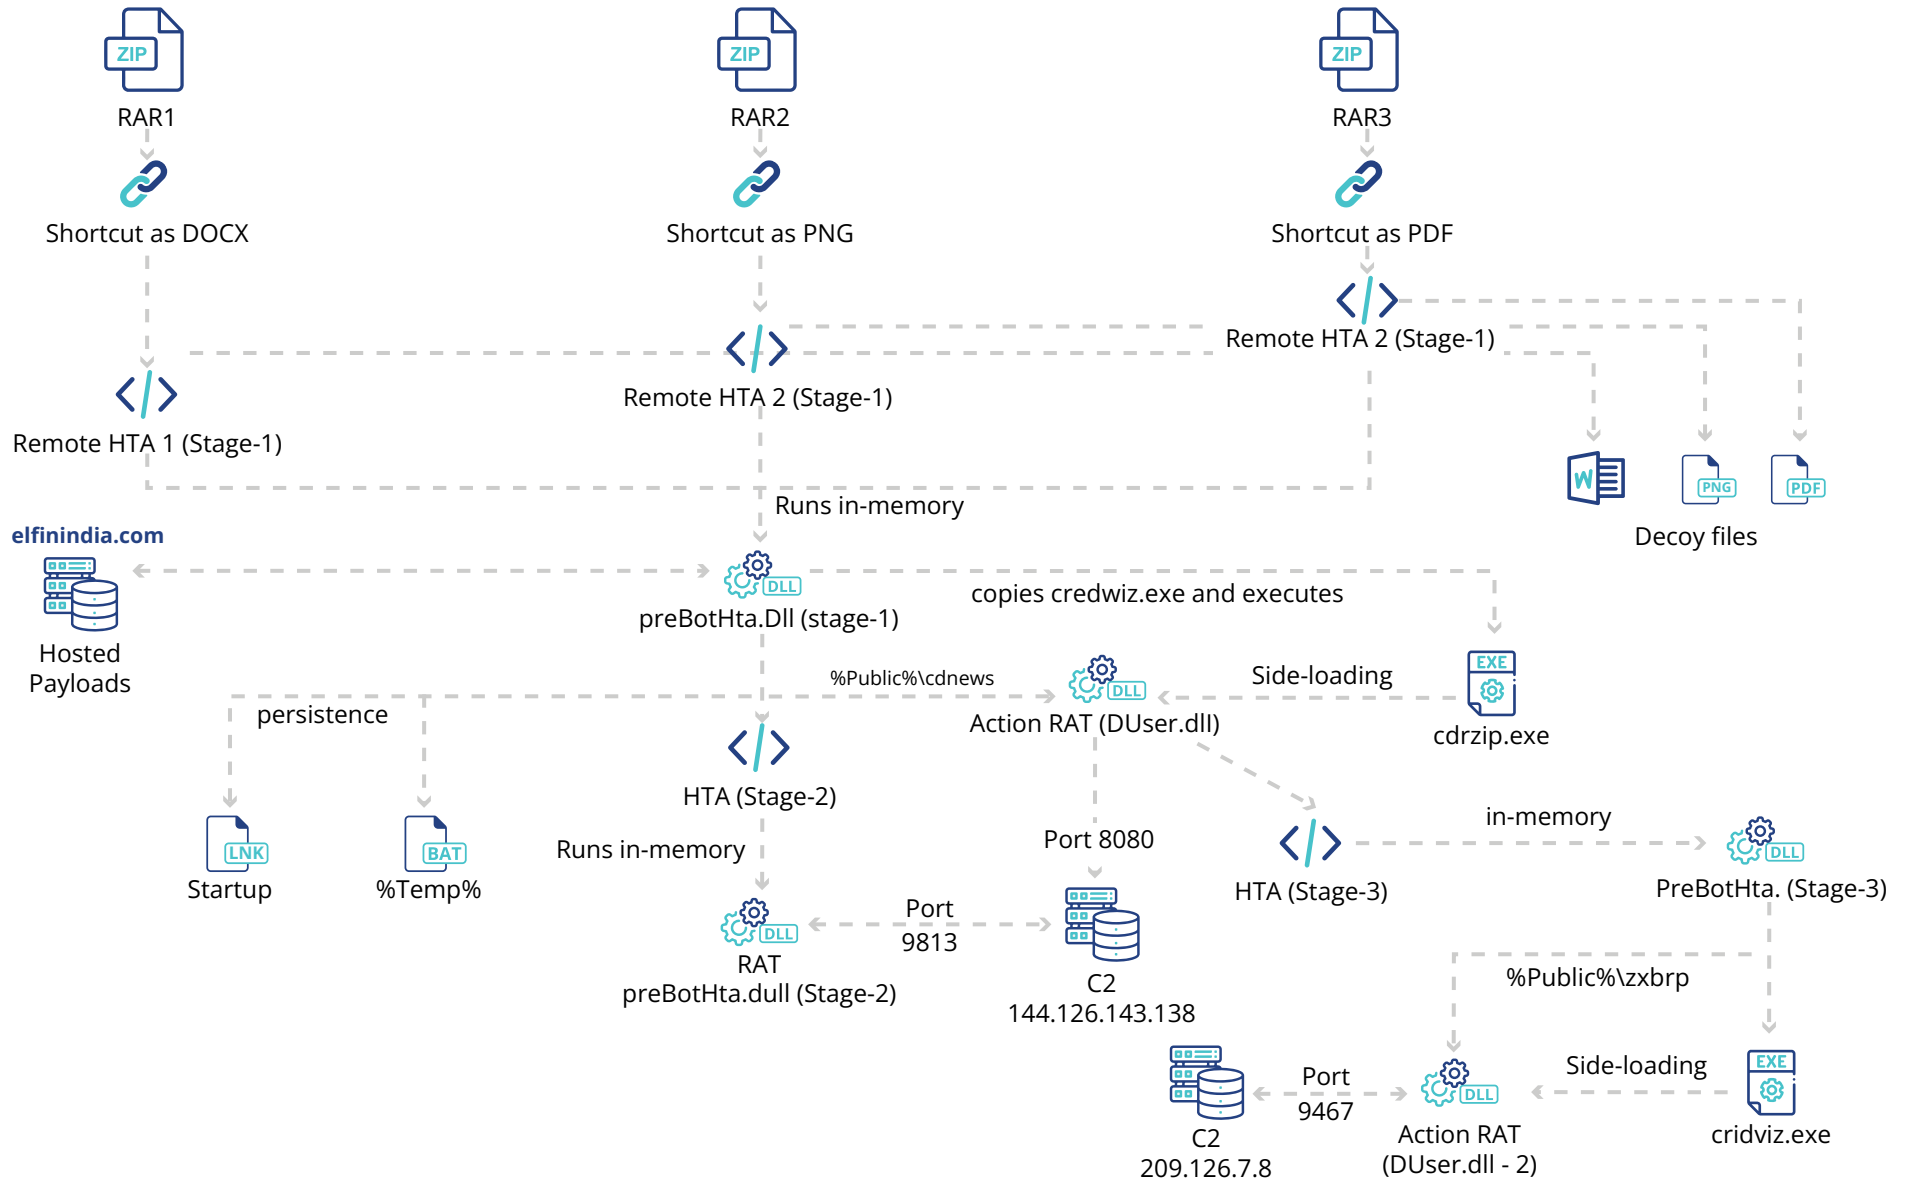 ZIP
ZIP
ZIP
RAR1
RAR2
RAR3
Shortcut as DOCX
Shortcut as PNG
Shortcut as PDF
Remote HTA 2 (Stage-1)
Remote HTA 2 (Stage-1)
Remote HTA 1 (Stage-1)
W
PNG
PDF
Runs in-memory
Decoy files
elfinindia.com
DLL
copies credwiz.exe and executes
preBotHta.Dll (stage-1)
Hosted
Payloads
%Public%\cdnews
DLL
Side-loading
EXE
persistence
Action RAT (DUser.dll)
cdrzip.exe
HTA (Stage-2)
in-memory
LNK
BAT
Runs in-memory
Port 8080
DLL
Startup
%Temp%
HTA (Stage-3)
PreBotHta. (Stage-3)
Port
9813
DLL
RAT
preBotHta.dull (Stage-2)
C2
144.126.143.138
%Public%\zxbrp
Port
9467
DLL
Side-loading
EXE
C2
209.126.7.8
Action RAT
(DUser.dll - 2)
cridviz.exe